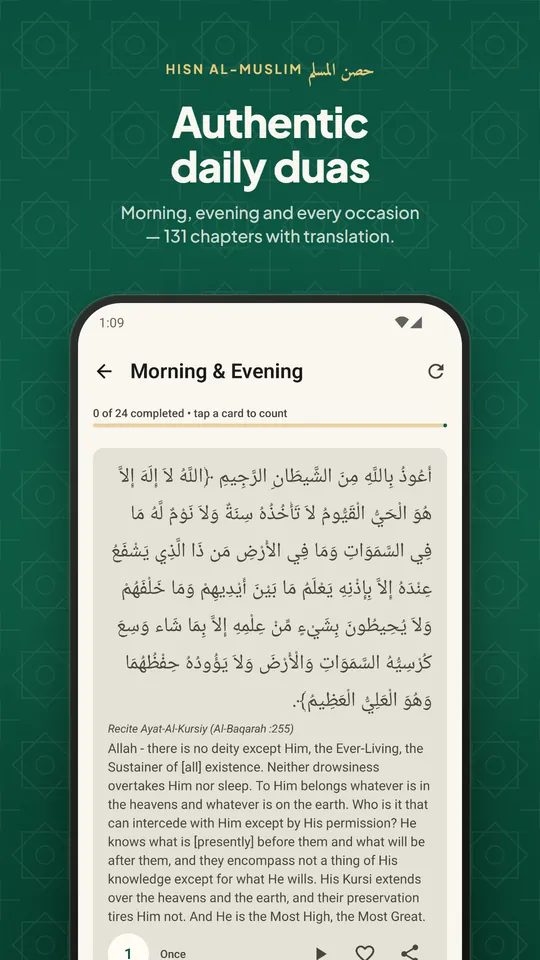 HISN AL-MUSLIM حصن المسلم
Authentic
daily duas
Morning, evening and every occasion
— 131 chapters with translation.
1:09
Morning & Evening
0 of 24 completed • tap a card to count
أعُوذُ بِاللَّهِ مِنَ الشَّيطَانِ الرَّجِيمِ ﴿اللَّهُ لاَ إِلَهَ إلاَّ
هُوَ الْحَيُّ الْقَيُّومُ لاَ تَأْخُذُهُ سِنَةٌ وَلاَ نَوْمٌ لَّهُ مَا
فِي السَّمَوَاتِ وَمَا فِي الأَرْضِ مَن ذَا الَّذِي يَشْفَعُ
عِنْدَهُ إلاَّ بِإِذْنِهِ يَعْلَمُ مَا بَيْنَ أَيْدِيهِمْ وَمَا خَلْفَهُمْ
وَلاَ يُحِيطُونَ بِشَيْءٍ مِّنْ عِلْمِهِ إلاَّ بِمَا شَاء وَسِعَ
كُرْسِيُّهُ السَّمَوَاتِ وَالْأَرْضَ وَلاَ يَؤُودُهُ حِفْظُهُمَا
وَهُوَ الْعَلِيُّ الْعَظِيمُ﴾.
Recite Ayat-Al-Kursiy (Al-Baqarah :255)
Allah - there is no deity except Him, the Ever-Living, the
Sustainer of [all] existence. Neither drowsiness
overtakes Him nor sleep. To Him belongs whatever is in
the heavens and whatever is on the earth. Who is it that
can intercede with Him except by His permission? He
knows what is [presently] before them and what will be
after them, and they encompass not a thing of His
knowledge except for what He wills. His Kursi extends
over the heavens and the earth, and their preservation
tires Him not. And He is the Most High, the Most Great.
1 Once